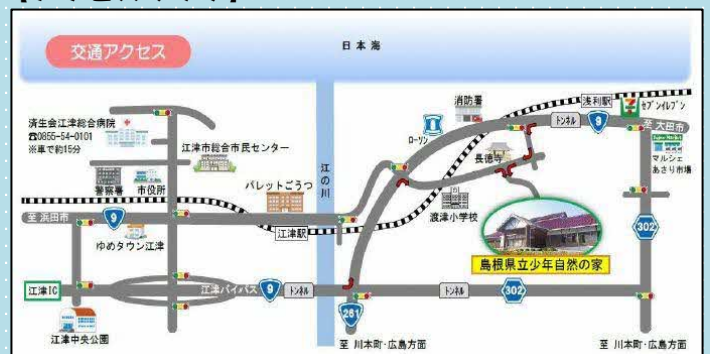 交通アクセス
日本海
済生会江津総合病院
☎0855-54-0101
※車で約15分
江津市総合市民センター
警察署
市役所
パレットごうつ
江の川
ローソン
消防署
浅利駅
セブンイレブン
トンネル
9
至 大田市
マルシェ
あさり市場
長徳寺
渡津小学校
至 浜田市
9
ゆめタウン江津
江津駅
島根県立少年自然の家
302
江津IC
江津バイパス
9
トンネル
トンネル
302
261
江津中央公園
至 川本町・広島方面
至 川本町・広島方面